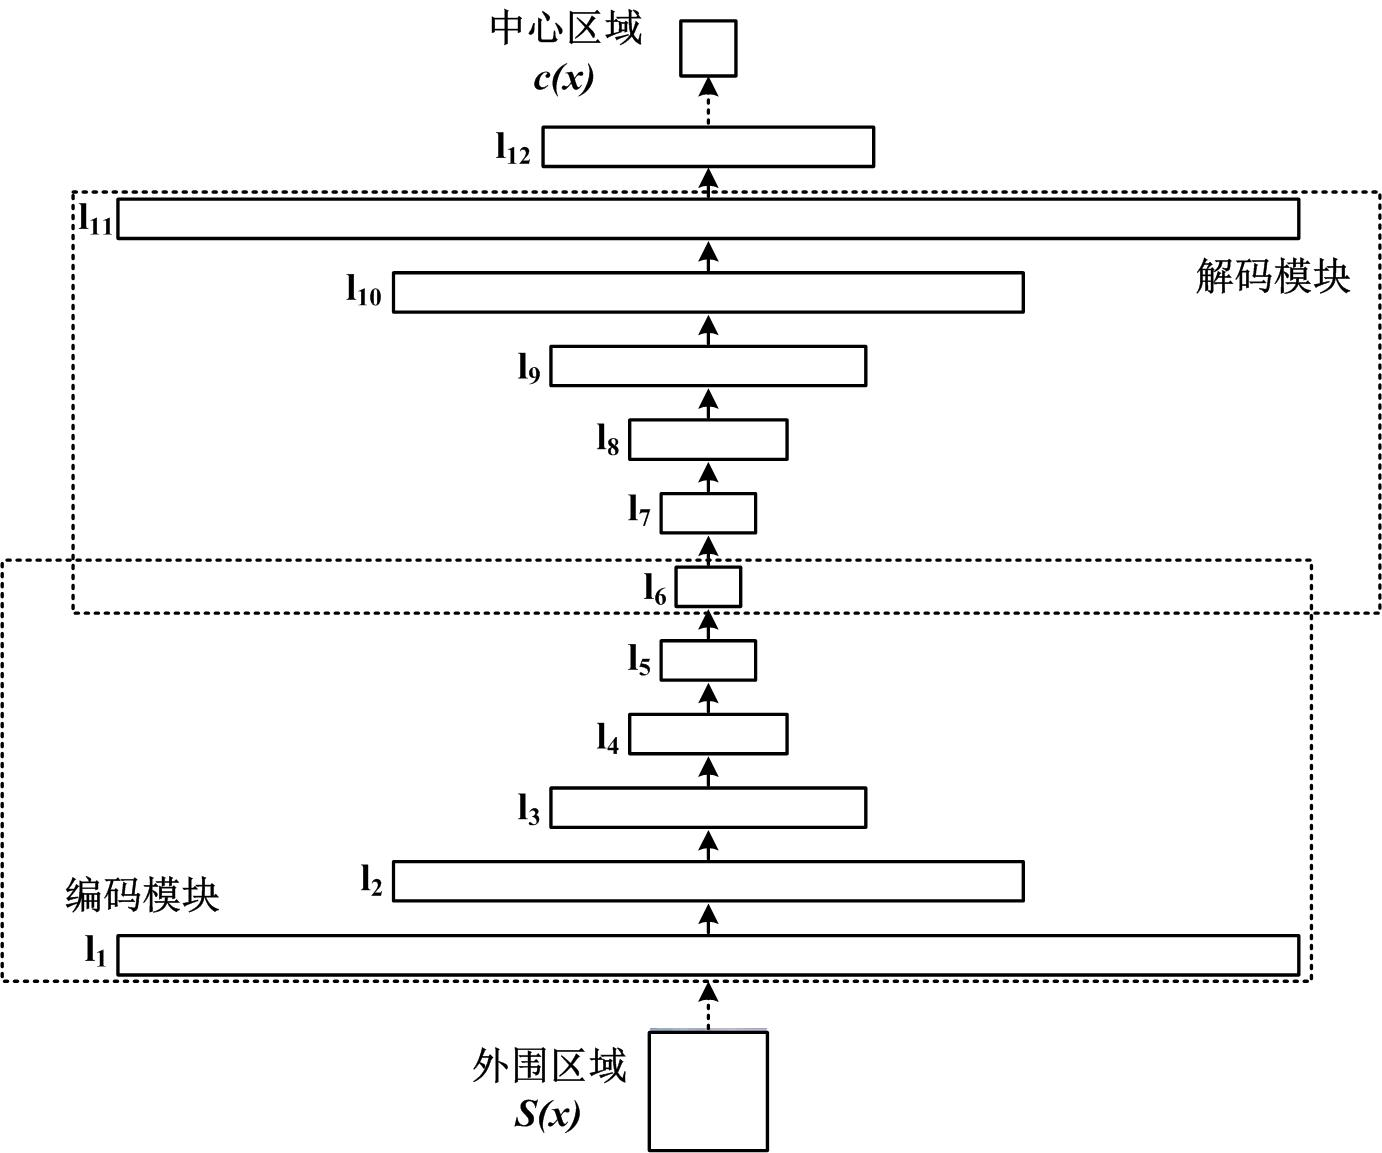 中心区域
c(x)
l12
l11
解码模块
l10
l9
l8
l7
l6
l5
l4
l3
l2
编码模块
l1
外围区域
S(x)